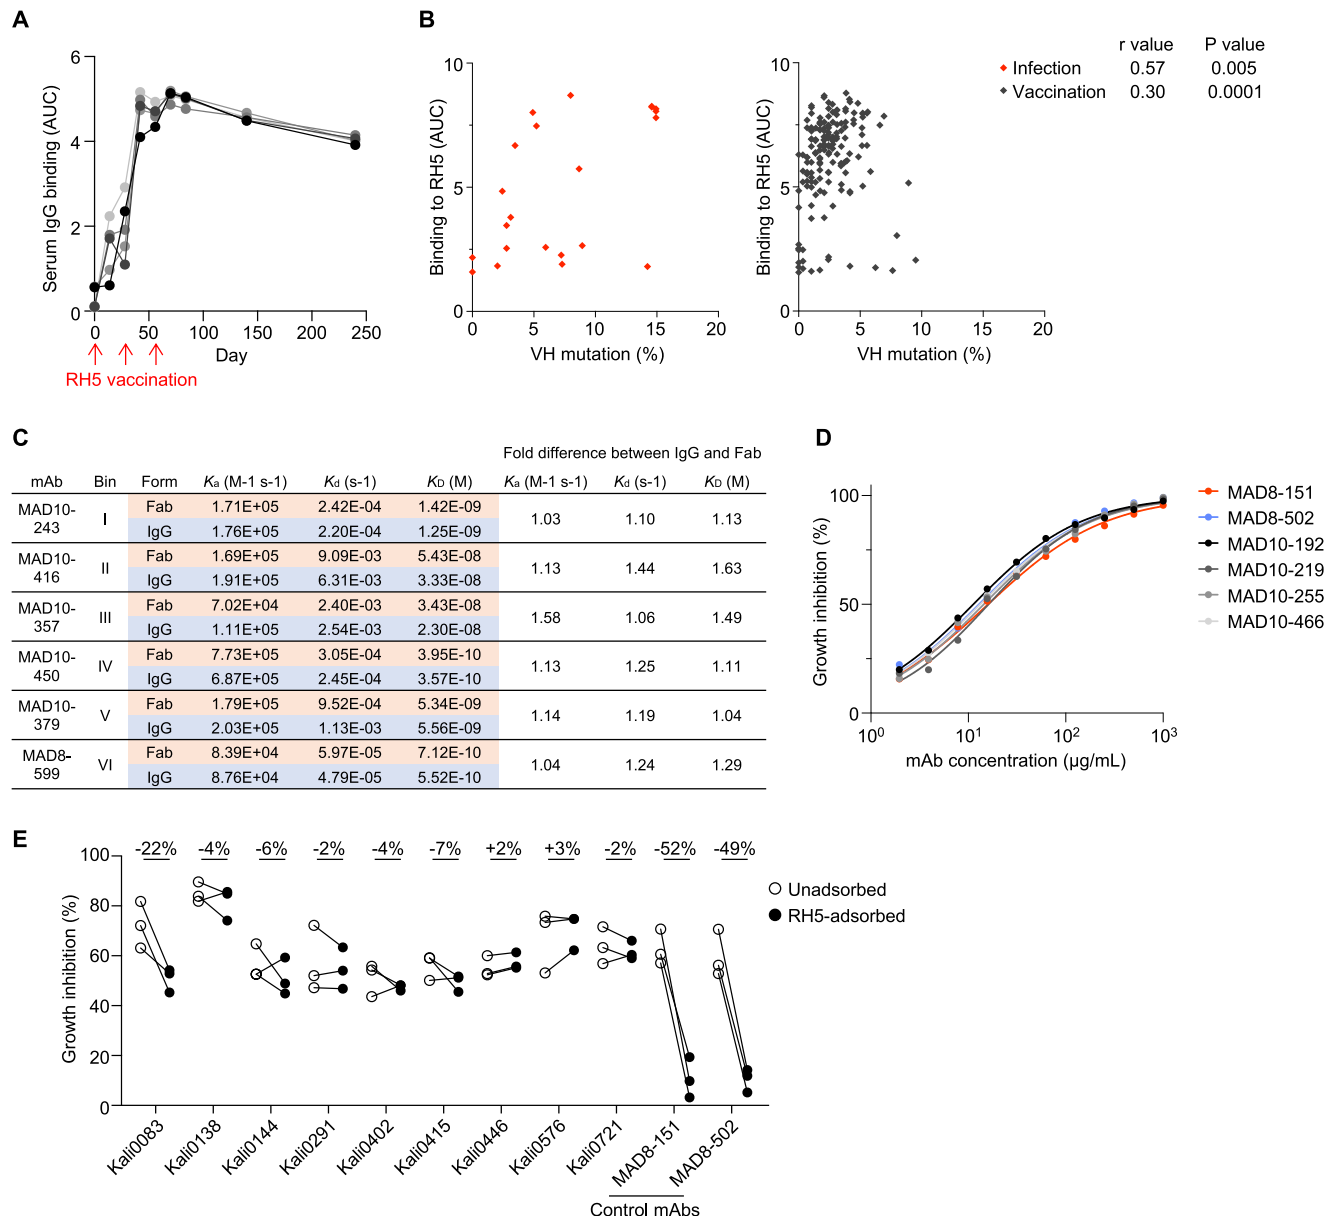 A
Serum IgG binding (AUC)
6
4
2
0
0 50 100 150 200 250
Day
RH5 vaccination
B
Binding to RH5 (AUC)
10
5
0
0 5 10 15 20
VH mutation (%)
Binding to RH5 (AUC)
10
5
0
0 5 10 15 20
VH mutation (%)
r value P value
Infection 0.57 0.005
Vaccination 0.30 0.0001
C
Fold difference between IgG and Fab
mAb Bin Form Ka (M-1 s-1) Kd (s-1) KD (M) Ka (M-1 s-1) Kd (s-1) KD (M)
MAD10-243 I Fab 1.71E+05 2.42E-04 1.42E-09 1.03 1.10 1.13
IgG 1.76E+05 2.20E-04 1.25E-09
MAD10-416 II Fab 1.69E+05 9.09E-03 5.43E-08 1.13 1.44 1.63
IgG 1.91E+05 6.31E-03 3.33E-08
MAD10-357 III Fab 7.02E+04 2.40E-03 3.43E-08 1.58 1.06 1.49
IgG 1.11E+05 2.54E-03 2.30E-08
MAD10-450 IV Fab 7.73E+05 3.05E-04 3.95E-10 1.13 1.25 1.11
IgG 6.87E+05 2.45E-04 3.57E-10
MAD10-379 V Fab 1.79E+05 9.52E-04 5.34E-09 1.14 1.19 1.04
IgG 2.03E+05 1.13E-03 5.56E-09
MAD8-599 VI Fab 8.39E+04 5.97E-05 7.12E-10 1.04 1.24 1.29
IgG 8.76E+04 4.79E-05 5.52E-10
D
Growth inhibition (%)
100
50
0
10⁰ 10¹ 10² 10³
mAb concentration (µg/mL)
MAD8-151
MAD8-502
MAD10-192
MAD10-219
MAD10-255
MAD10-466
E
-22% -4% -6% -2% -4% -7% +2% +3% -2% -52% -49%
Growth inhibition (%)
100
80
60
40
20
0
Unadsorbed
RH5-adsorbed
Kali0083 Kali0138 Kali0144 Kali0291 Kali0402 Kali0415 Kali0446 Kali0576 Kali0721 MAD8-151 MAD8-502
Control mAbs